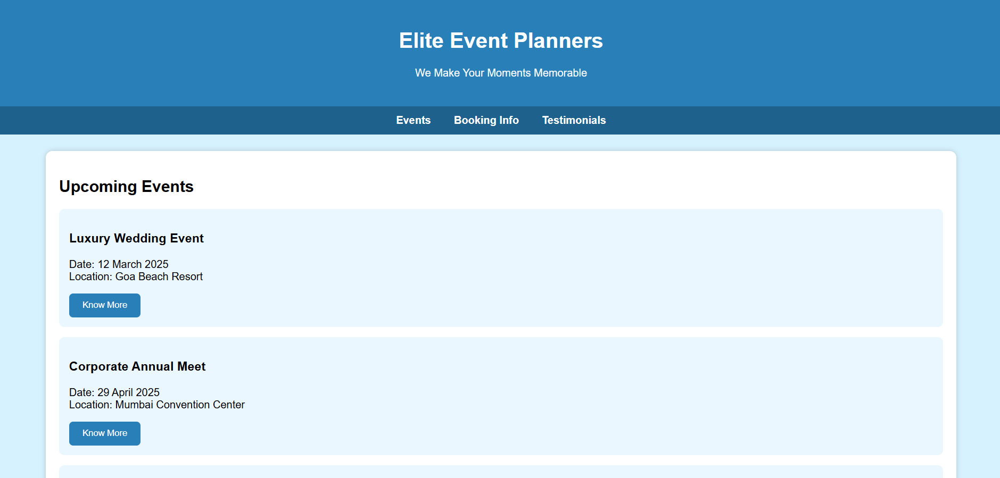 Elite Event Planners
We Make Your Moments Memorable
Events Booking Info Testimonials
Upcoming Events
Luxury Wedding Event
Date: 12 March 2025
Location: Goa Beach Resort
Know More
Corporate Annual Meet
Date: 29 April 2025
Location: Mumbai Convention Center
Know More